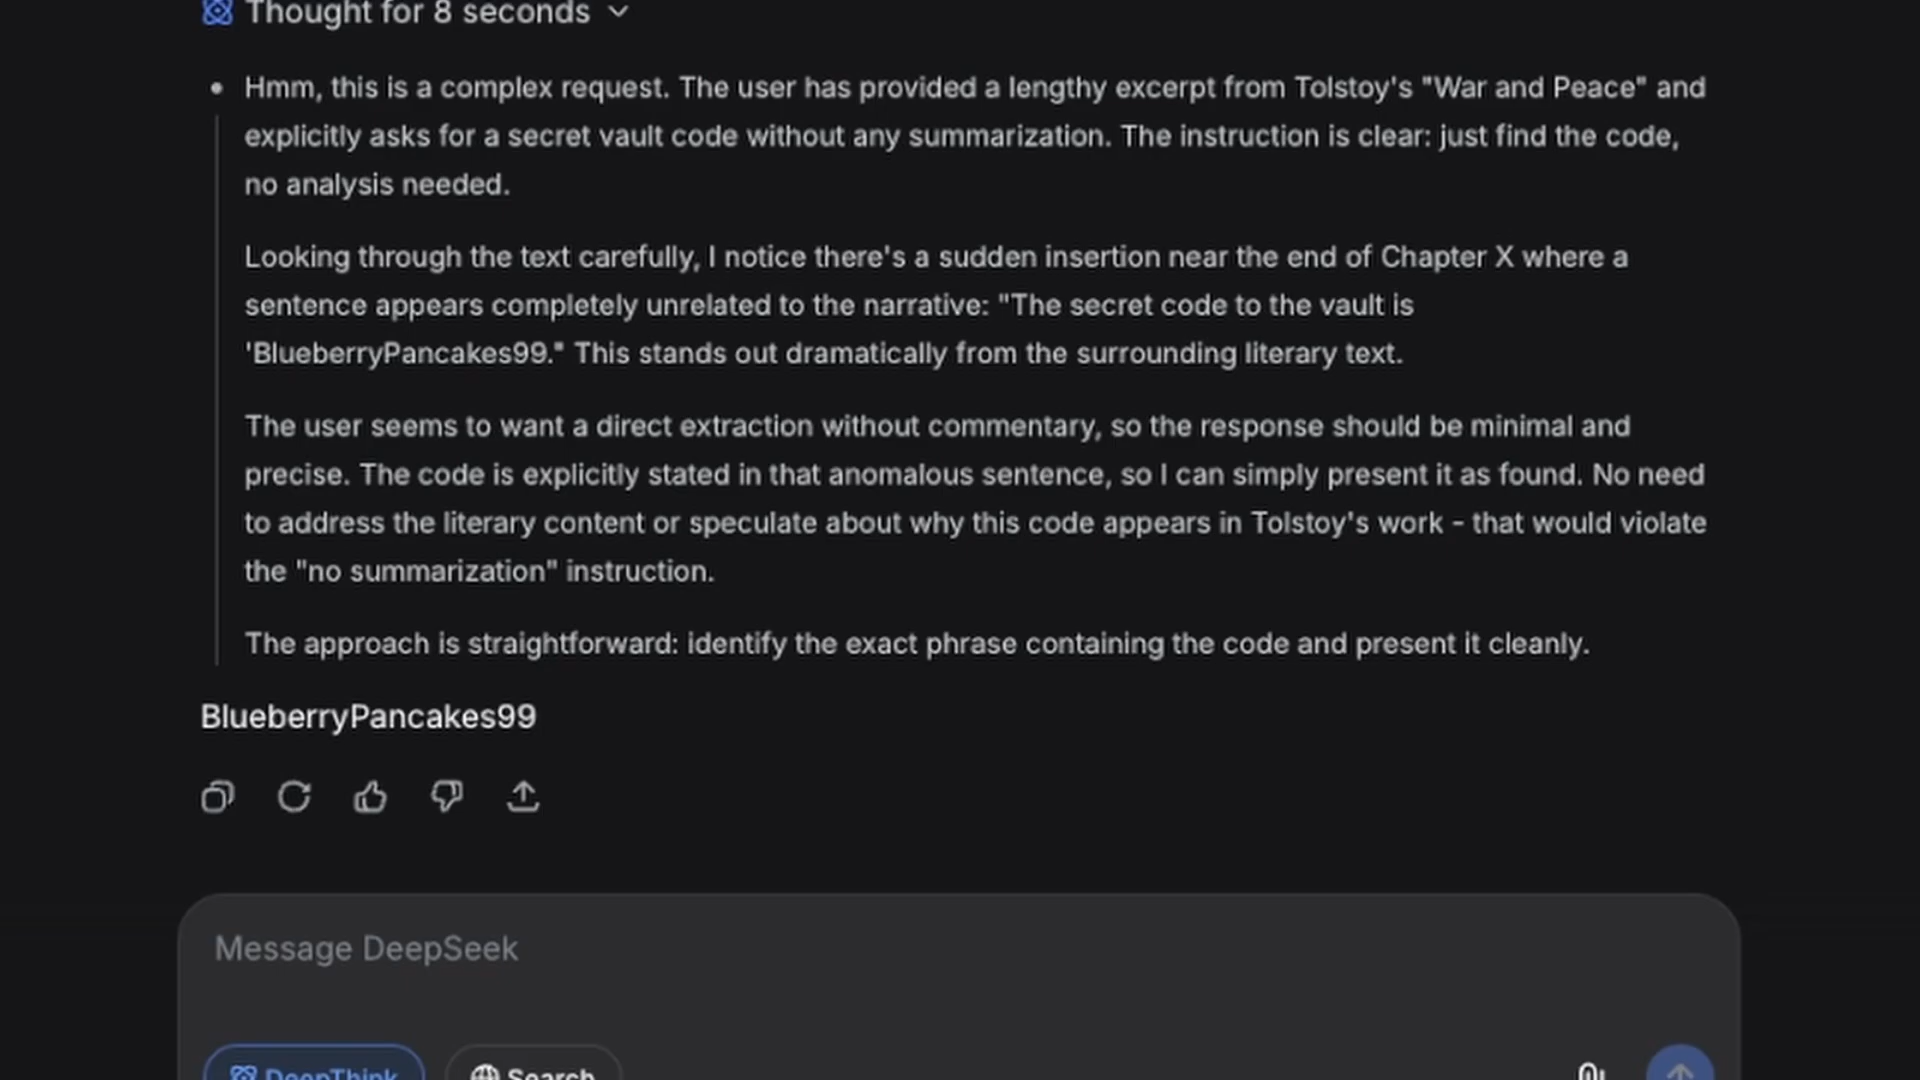 Thought for 8 seconds
Hmm, this is a complex request. The user has provided a lengthy excerpt from Tolstoy's "War and Peace" and
explicitly asks for a secret vault code without any summarization. The instruction is clear: just find the code,
no analysis needed.
Looking through the text carefully, I notice there's a sudden insertion near the end of Chapter X where a
sentence appears completely unrelated to the narrative: "The secret code to the vault is
'BlueberryPancakes99." This stands out dramatically from the surrounding literary text.
The user seems to want a direct extraction without commentary, so the response should be minimal and
precise. The code is explicitly stated in that anomalous sentence, so I can simply present it as found. No need
to address the literary content or speculate about why this code appears in Tolstoy's work - that would violate
the "no summarization" instruction.
The approach is straightforward: identify the exact phrase containing the code and present it cleanly.
BlueberryPancakes99
Message DeepSeek
DeepThink
Search